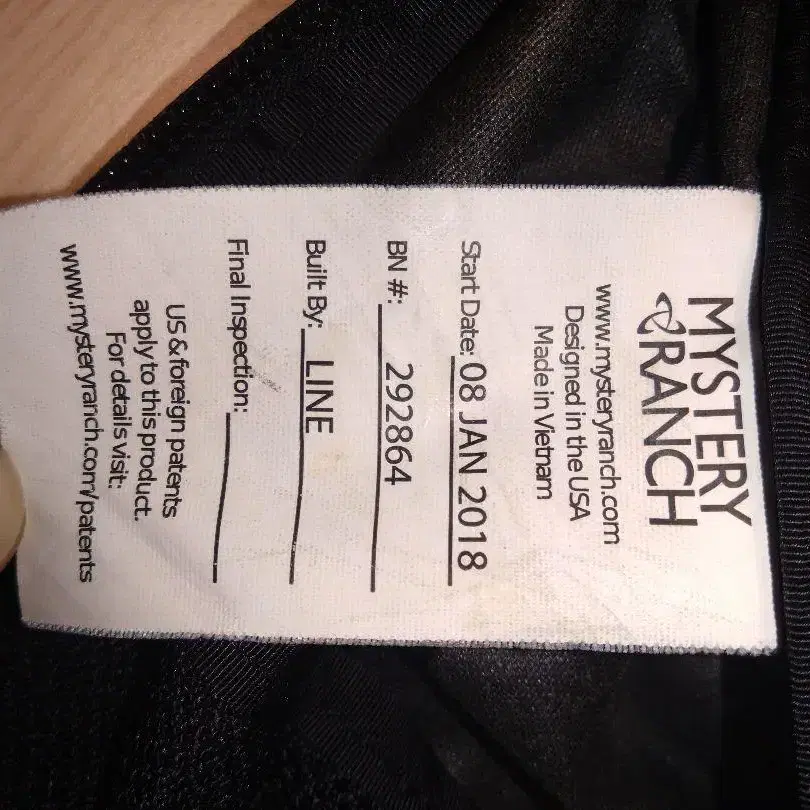 MYSTERY
RANCH
www.mysteryranch.com
Designed in the USA
Made in Vietnam
Start Date: 08 JAN 2018
BN #: 292864
Built By: LINE
Final Inspection:
US & foreign patents
apply to this product.
For details visit:
www.mysteryranch.com/patents